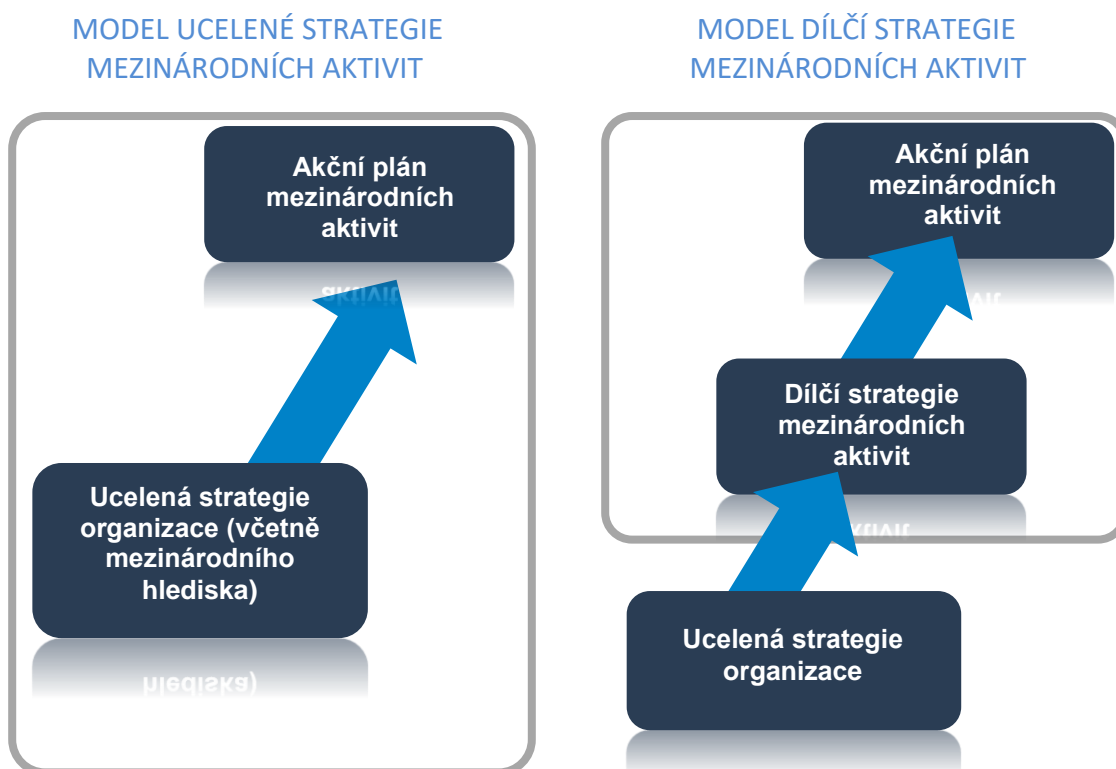 MODEL UCELENÉ STRATEGIE
MEZINÁRODNÍCH AKTIVIT
Akční plán
mezinárodních
aktivit
Ucelená strategie
organizace (včetně
mezinárodního
hlediska)
MODEL DÍLČÍ STRATEGIE
MEZINÁRODNÍCH AKTIVIT
Akční plán
mezinárodních
aktivit
Dílčí strategie
mezinárodních
aktivit
Ucelená strategie
organizace